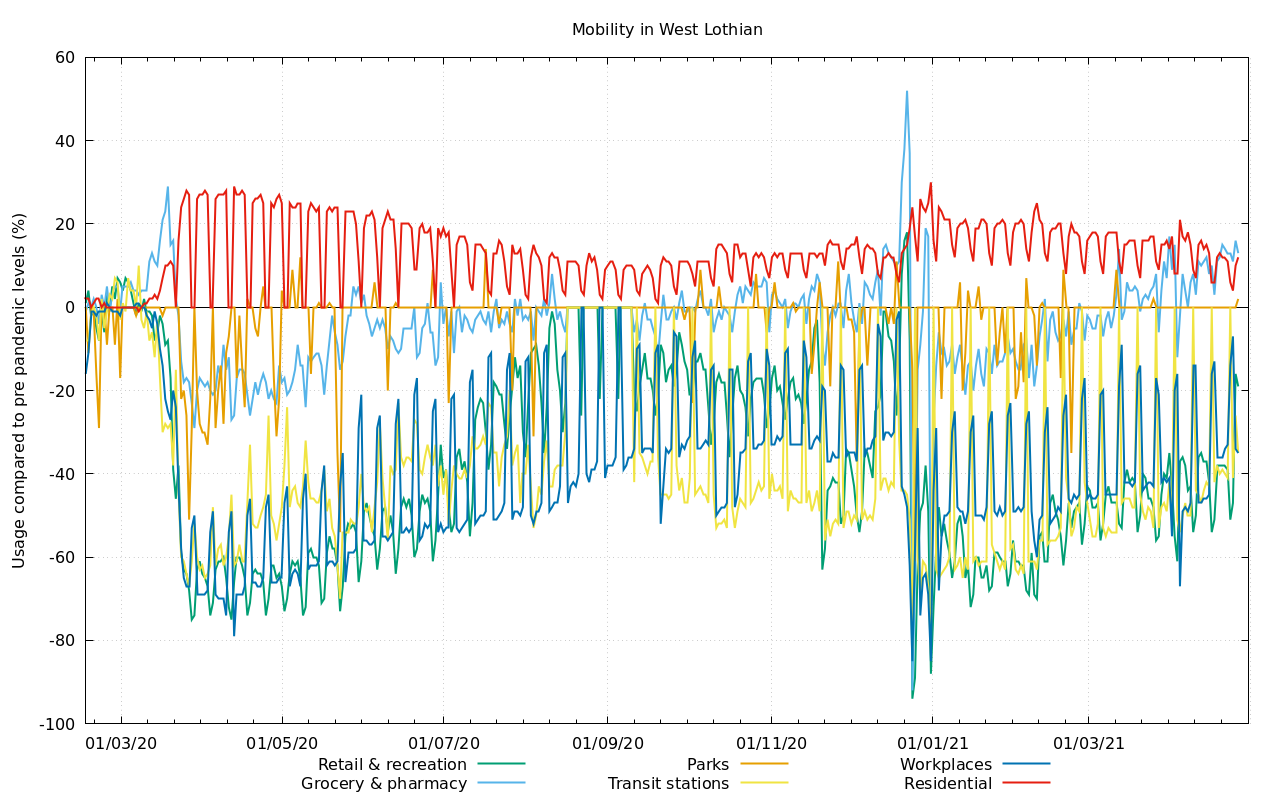 Mobility in West Lothian
Usage compared to pre pandemic levels (%)
60
40
20
0
-20
-40
-60
-80
-100
01/03/20 01/05/20 01/07/20 01/09/20 01/11/20 01/01/21 01/03/21
Retail & recreation Parks Workplaces
Grocery & pharmacy Transit stations Residential